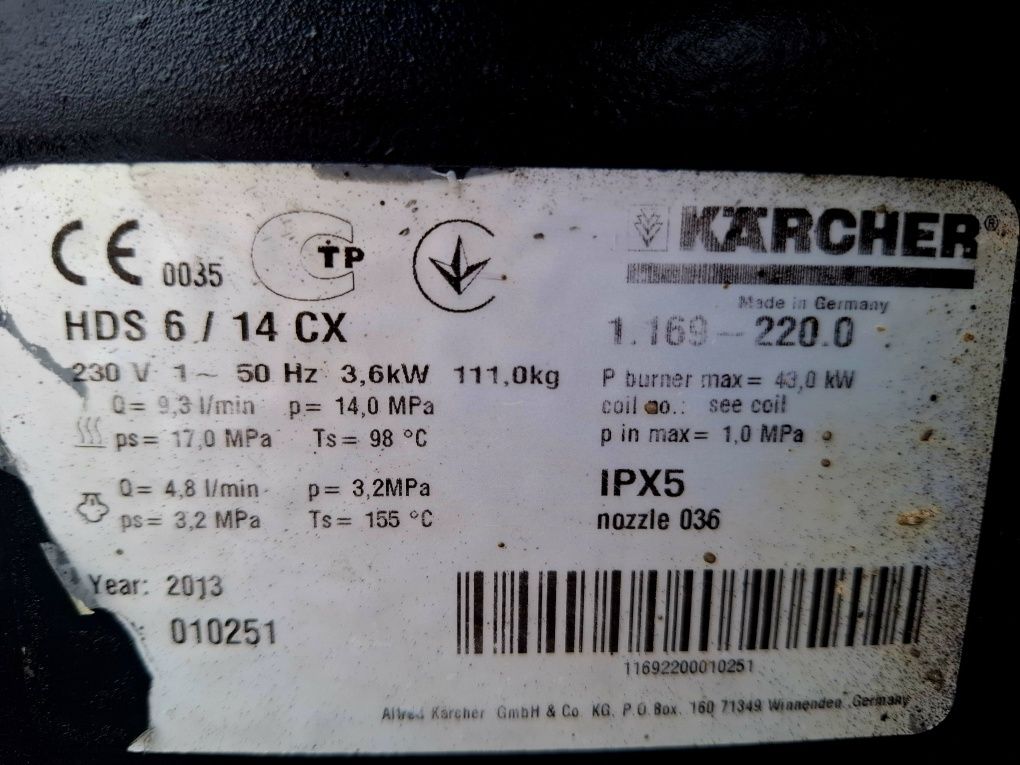 CE 0035
TP
KÄRCHER®
Made in Germany
HDS 6 / 14 CX
1.169-220.0
230 V 1~ 50 Hz 3,6kW 111,0kg
Q= 9,3 l/min p= 14,0 MPa
ps= 17,0 MPa Ts= 98 °C
Q= 4,8 l/min p= 3,2MPa
ps= 3,2 MPa Ts= 155 °C
P burner max= 43,0 kW
coil no.: see coil
p in max= 1,0 MPa
IPX5
nozzle 036
Year: 2013
010251
11692200010251
Alfred Kärcher GmbH & Co. KG. P.O.Box. 160 71349 Winnenden, Germany